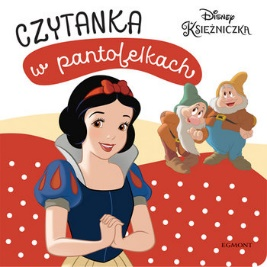 CZYTANKA
w pantofelkach
Disney
KSIĘŻNICZKA
EGMONT